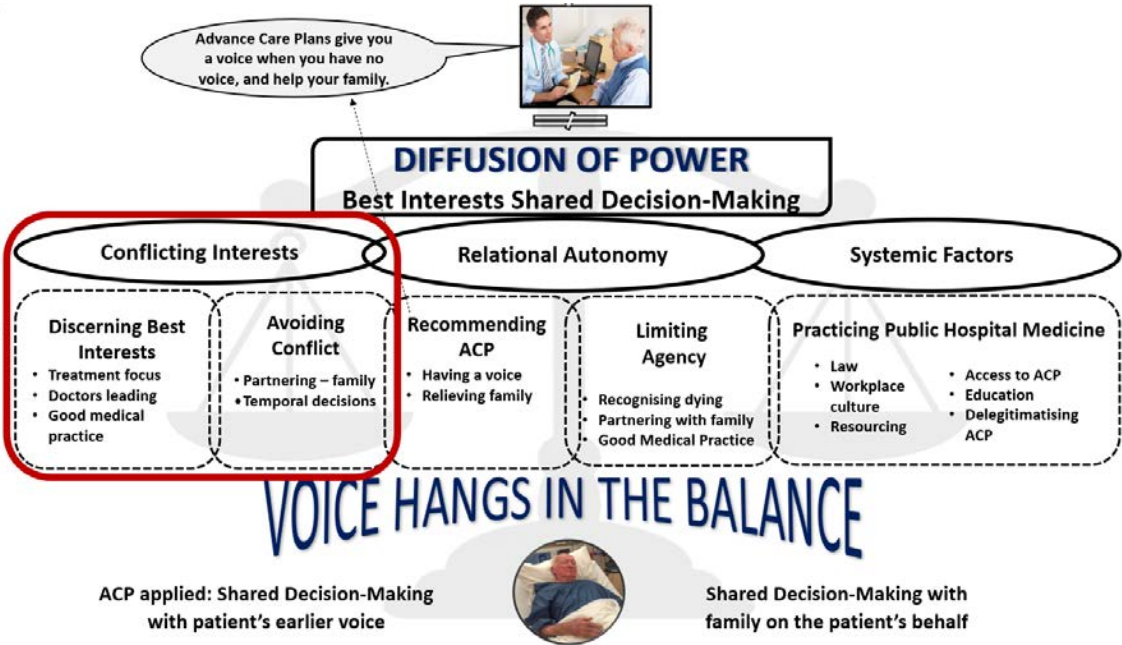 Advance Care Plans give you
a voice when you have no
voice, and help your family.
DIFFUSION OF POWER
Best Interests Shared Decision-Making
Conflicting Interests
Relational Autonomy
Systemic Factors
Discerning Best
Interests
• Treatment focus
• Doctors leading
• Good medical
practice
Avoiding
Conflict
• Partnering – family
• Temporal decisions
Recommending
ACP
• Having a voice
• Relieving family
Limiting
Agency
• Recognising dying
• Partnering with family
• Good Medical Practice
Practicing Public Hospital Medicine
• Law
• Workplace
culture
• Resourcing
• Access to ACP
• Education
• Delegitimatising
ACP
VOICE HANGS IN THE BALANCE
ACP applied: Shared Decision-Making
with patient's earlier voice
Shared Decision-Making with
family on the patient's behalf